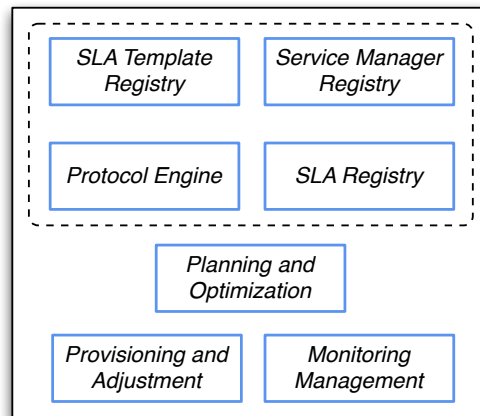 SLA Template
Registry
Service Manager
Registry
Protocol Engine
SLA Registry
Planning and
Optimization
Provisioning and
Adjustment
Monitoring
Management